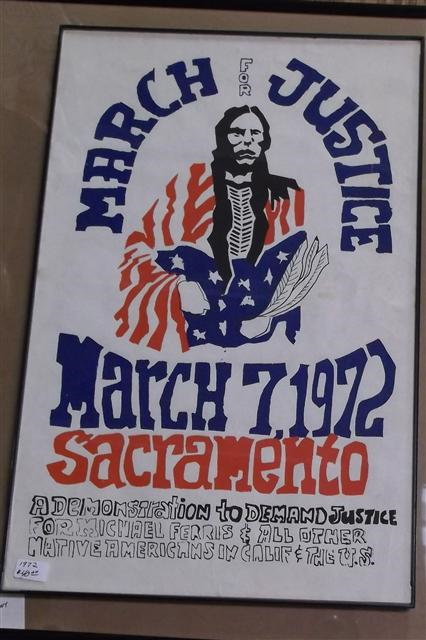 MARCH FOR JUSTICE
MARCH 7, 1972
SACRAMENTO
A DEMONSTRATION to DEMAND JUSTICE
FOR MICHAEL FERRIS & ALL OTHER
NATIVE AMERICANS IN CALIF & THE U.S.
1972